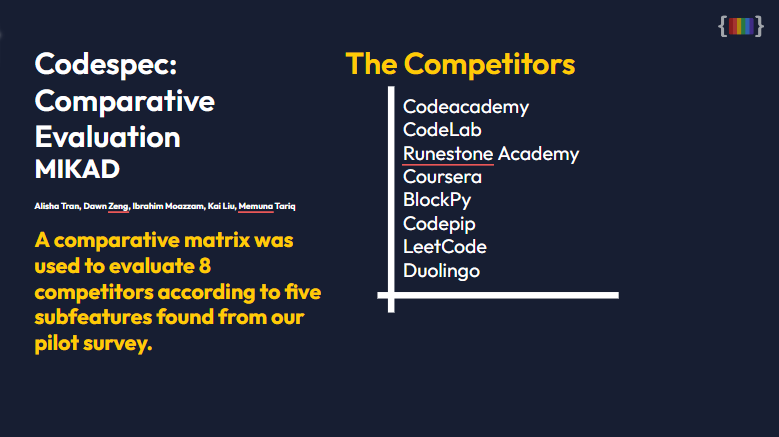 Codespec:
Comparative
Evaluation
MIKAD
Alisha Tran, Dawn Zeng, Ibrahim Moazzam, Kai Liu, Memuna Tariq
A comparative matrix was
used to evaluate 8
competitors according to five
subfeatures found from our
pilot survey.
The Competitors
Codeacademy
CodeLab
Runestone Academy
Coursera
BlockPy
Codepip
LeetCode
Duolingo